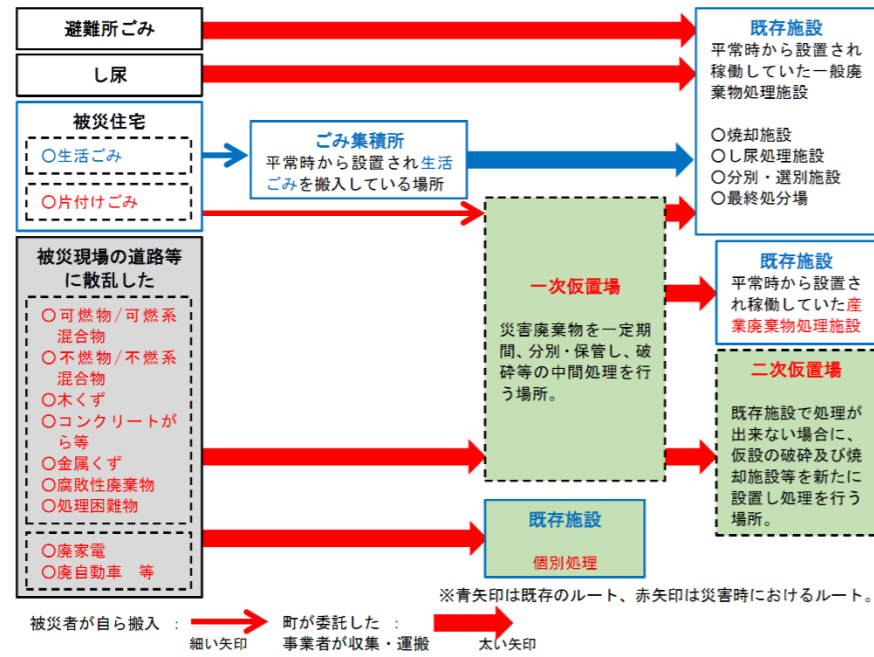 避難所ごみ
し尿
被災住宅
〇生活ごみ
〇片付けごみ
ごみ集積所
平常時から設置され生活
ごみを搬入している場所
既存施設
平常時から設置され
稼働していた一般廃
棄物処理施設
〇焼却施設
〇し尿処理施設
〇分別・選別施設
〇最終処分場
被災現場の道路等
に散乱した
〇可燃物/可燃系
混合物
〇不燃物/不燃系
混合物
〇木くず
〇コンクリートが
ら等
〇金属くず
〇腐敗性廃棄物
〇処理困難物
〇廃家電
〇廃自動車 等
一次仮置場
災害廃棄物を一定期
間、分別・保管し、破
砕等の中間処理を行
う場所。
既存施設
平常時から設置さ
れ稼働していた産
業廃棄物処理施設
二次仮置場
既存施設で処理が
出来ない場合に、
仮設の破砕及び焼
却施設等を新たに
設置し処理を行う
場所。
既存施設
個別処理
※青矢印は既存のルート、赤矢印は災害時におけるルート。
被災者が自ら搬入 :
細い矢印
町が委託した :
事業者が収集・運搬
太い矢印